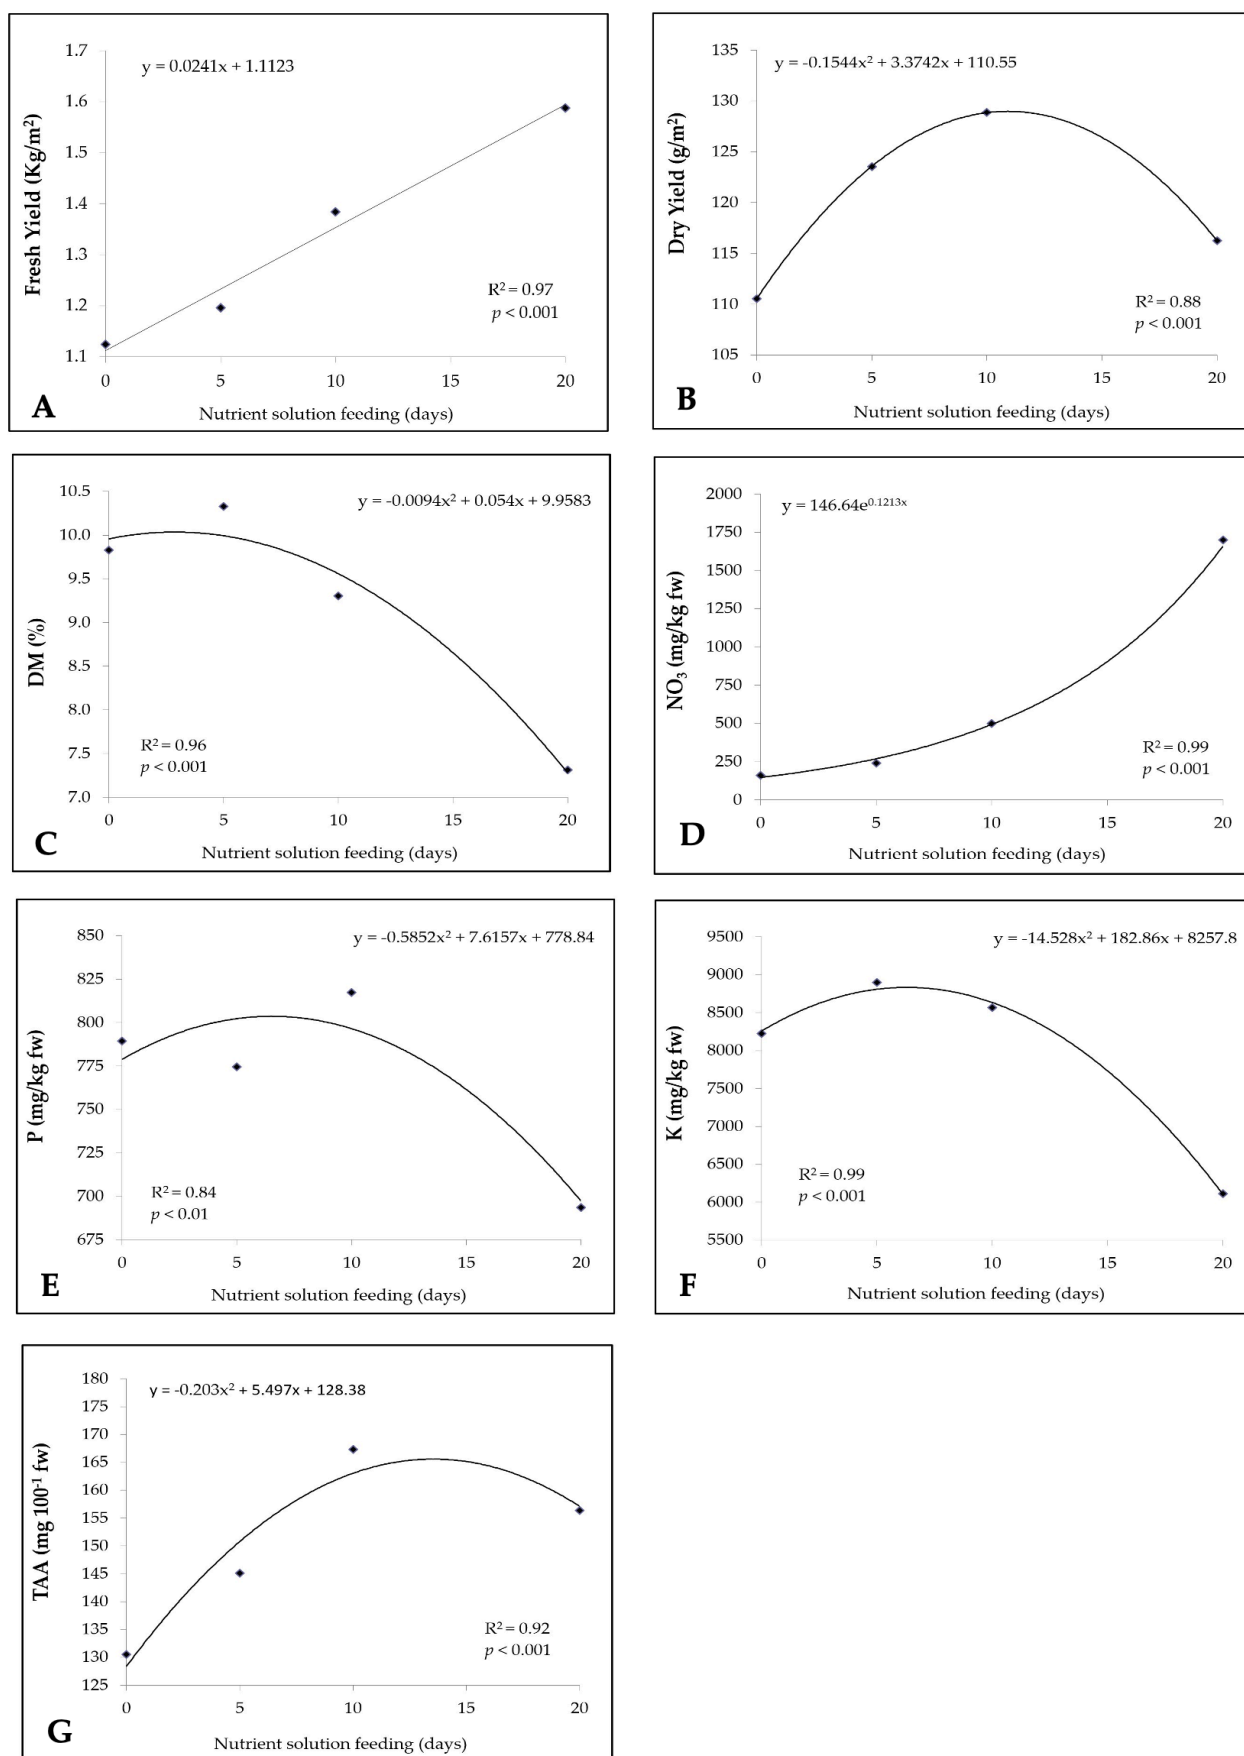 y = 0.0241x + 1.1123
1.7
1.6
1.5
1.4
1.3
1.2
1.1
Fresh Yield (Kg/m²)
R² = 0.97
p < 0.001
0 5 10 15 20
Nutrient solution feeding (days)
A
y = -0.1544x² + 3.3742x + 110.55
135
130
125
120
115
110
105
Dry Yield (g/m²)
R² = 0.88
p < 0.001
0 5 10 15 20
Nutrient solution feeding (days)
B
y = -0.0094x² + 0.054x + 9.9583
10.5
10.0
9.5
9.0
8.5
8.0
7.5
7.0
DM (%)
R² = 0.96
p < 0.001
0 5 10 15 20
Nutrient solution feeding (days)
C
y = 146.64e^0.1213x
2000
1750
1500
1250
1000
750
500
250
0
NO₃ (mg/kg fw)
R² = 0.99
p < 0.001
0 5 10 15 20
Nutrient solution feeding (days)
D
y = -0.5852x² + 7.6157x + 778.84
850
825
800
775
750
725
700
675
P (mg/kg fw)
R² = 0.84
p < 0.01
0 5 10 15 20
Nutrient solution feeding (days)
E
y = -14.528x² + 182.86x + 8257.8
9500
9000
8500
8000
7500
7000
6500
6000
5500
K (mg/kg fw)
R² = 0.99
p < 0.001
0 5 10 15 20
Nutrient solution feeding (days)
F
y = -0.203x² + 5.497x + 128.38
180
175
170
165
160
155
150
145
140
135
130
125
TAA (mg 100⁻¹ fw)
R² = 0.92
p < 0.001
0 5 10 15 20
Nutrient solution feeding (days)
G